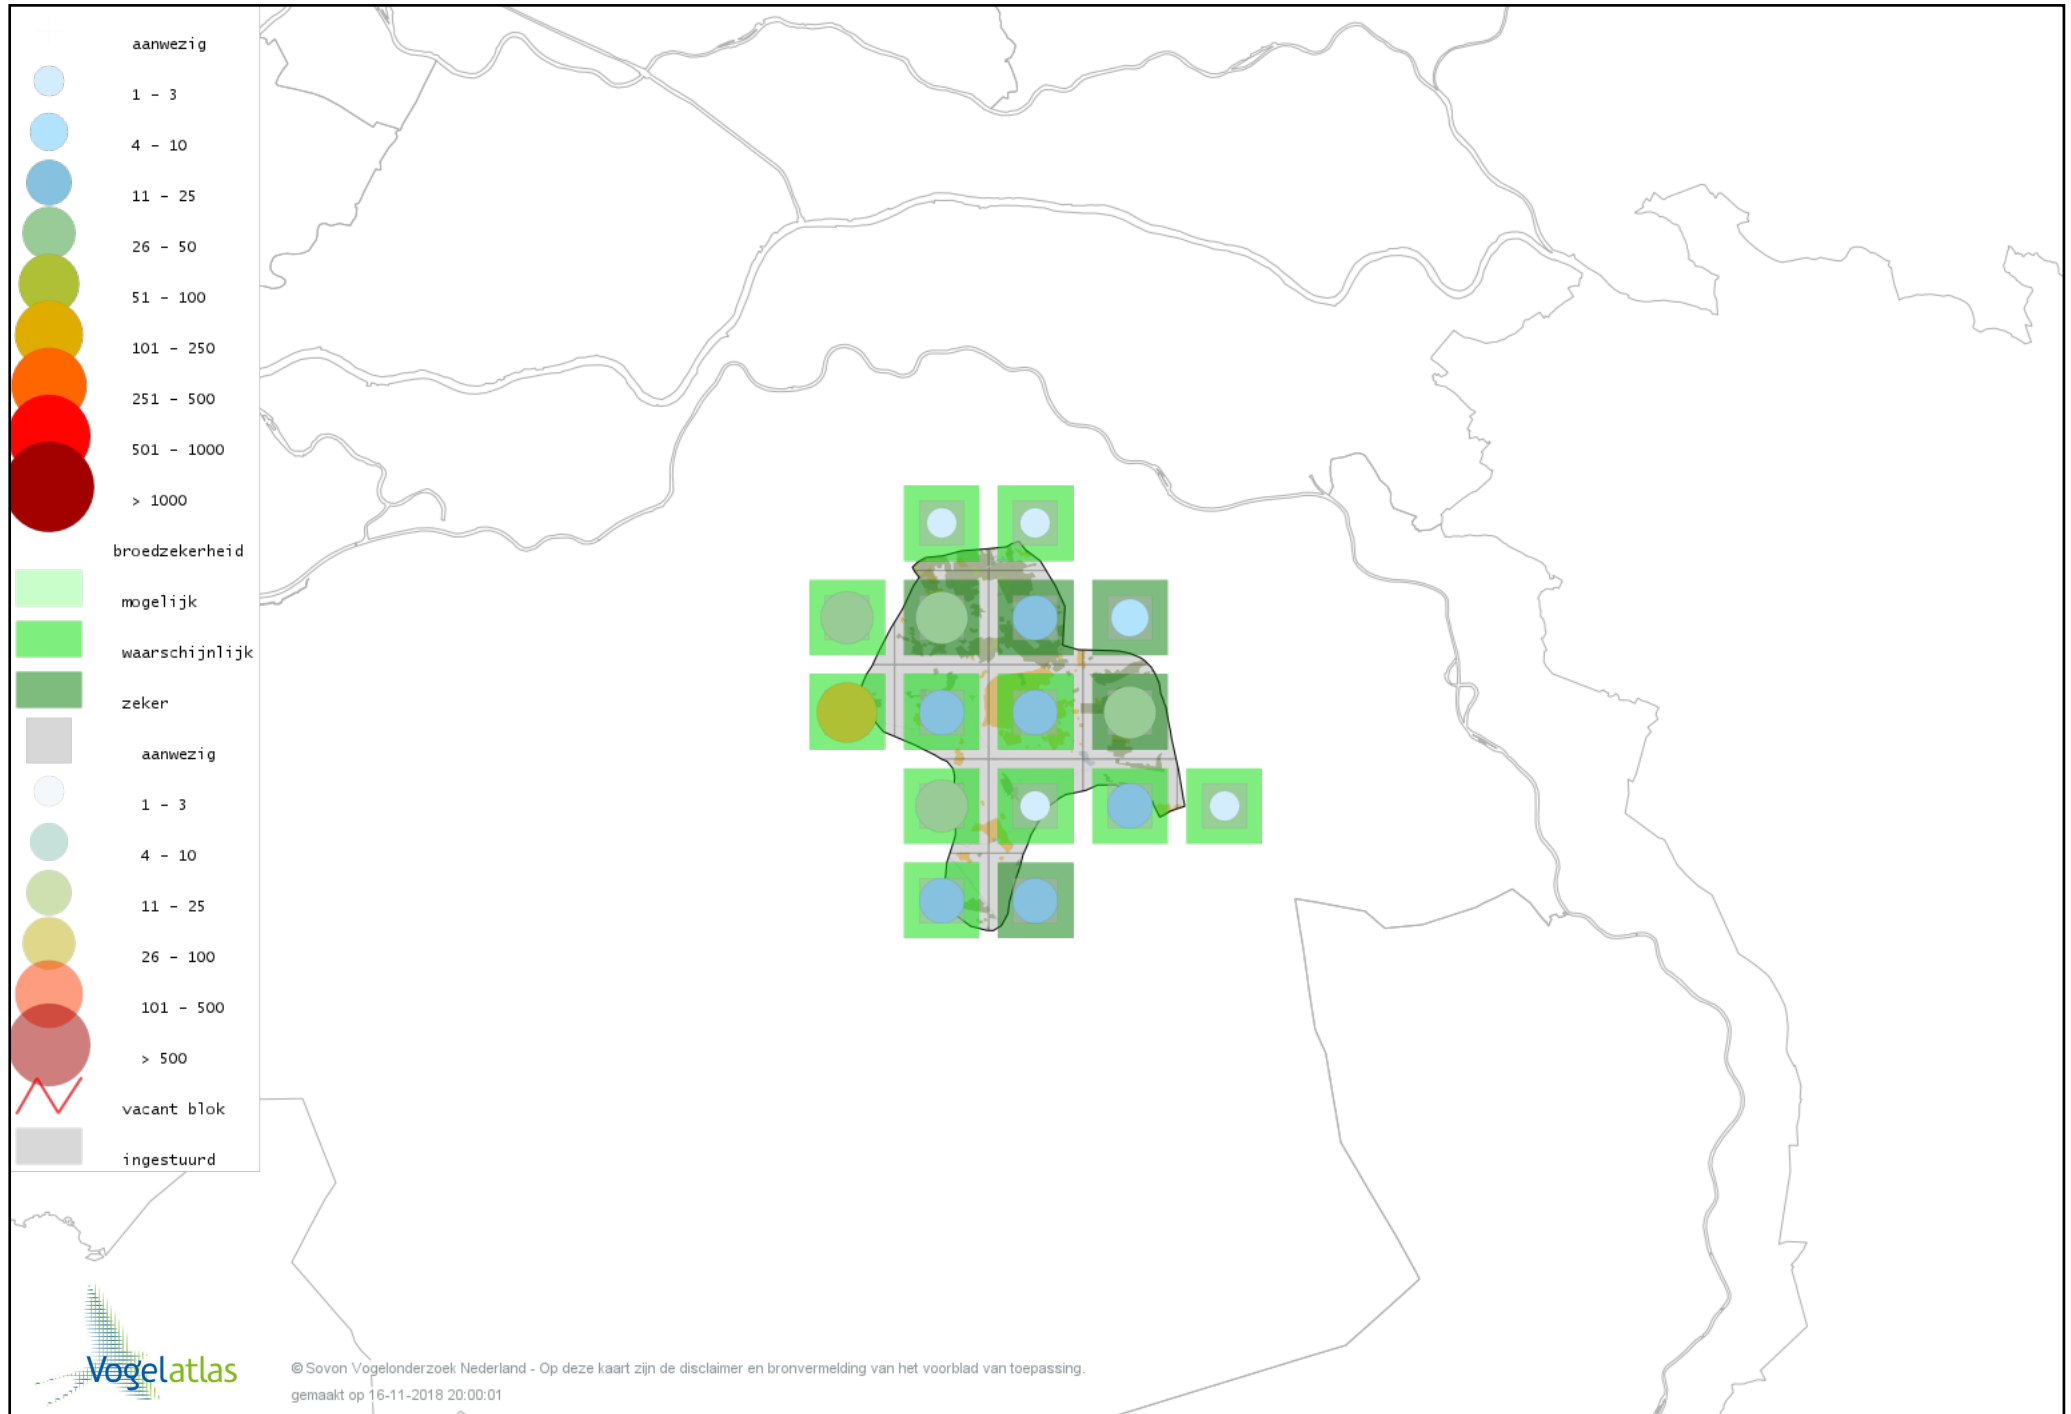 aanwezig
1 - 3
4 - 10
11 - 25
26 - 50
51 - 100
101 - 250
251 - 500
501 - 1000
> 1000
broedzekerheid
mogelijk
waarschijnlijk
zeker
aanwezig
1 - 3
4 - 10
11 - 25
26 - 100
101 - 500
> 500
vacant blok
ingestuurd
Vogelatlas
© Sovon Vogelonderzoek Nederland - Op deze kaart zijn de disclaimer en bronvermelding van het voorblad van toepassing.
gemaakt op 16-11-2018 20:00:01